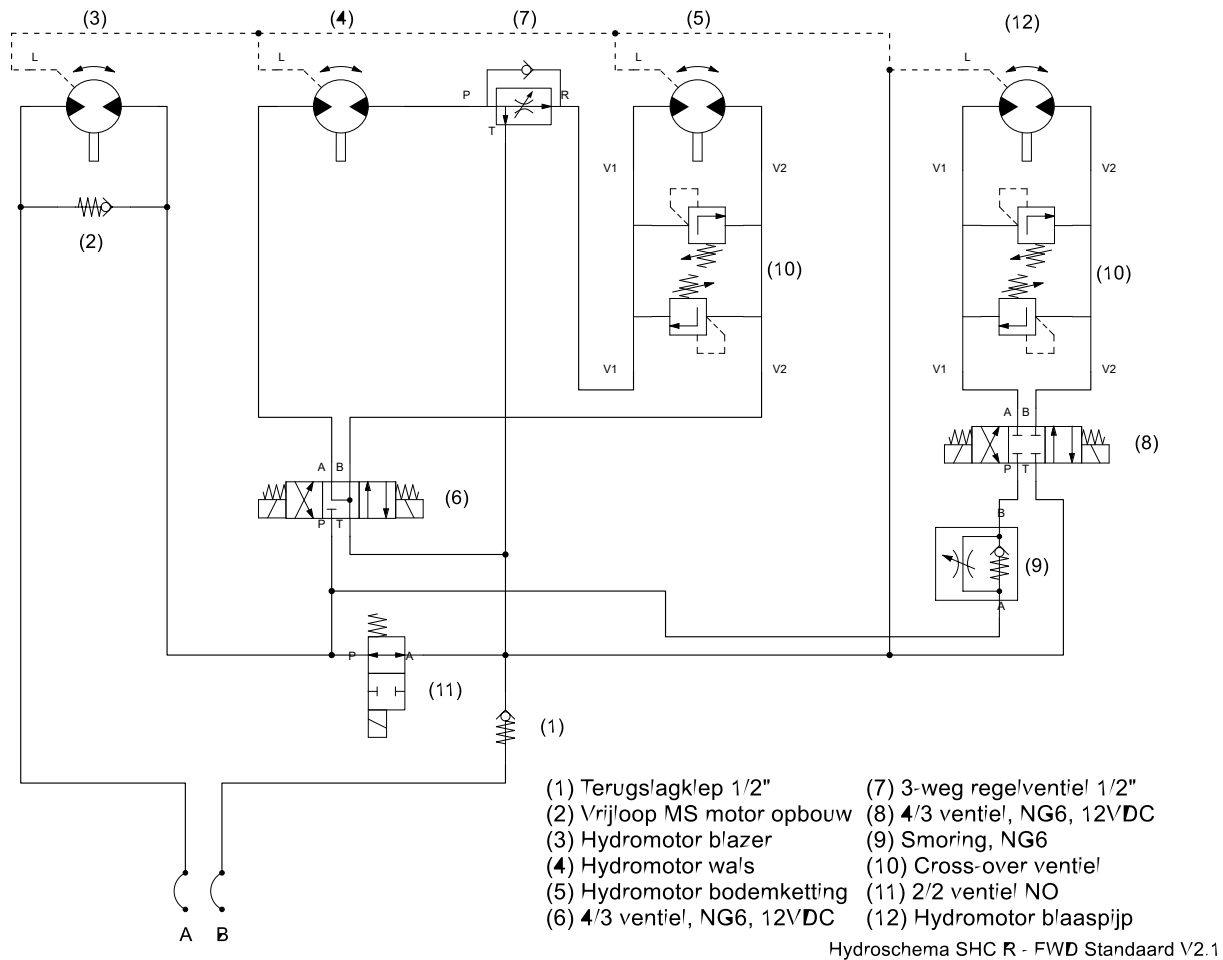 (3) (4) (7) (5) (12)
L L L L
P R
T
V1 V2 V1 V2
(2)
(10) (10)
V1 V2 V1 V2
A B
(8)
P T
A B
(6)
P T
B
(9)
A
P A
(11)
(1)
(1) Terugslagklep 1/2"
(2) Vrijloop MS motor opbouw
(3) Hydromotor blazer
(4) Hydromotor wals
(5) Hydromotor bodemketting
(6) 4/3 ventiel, NG6, 12VDC
(7) 3-weg regelventiel 1/2"
(8) 4/3 ventiel, NG6, 12VDC
(9) Smoring, NG6
(10) Cross-over ventiel
(11) 2/2 ventiel NO
(12) Hydromotor blaaspijp
A B
Hydroschema SHC R - FWD Standaard V2.1